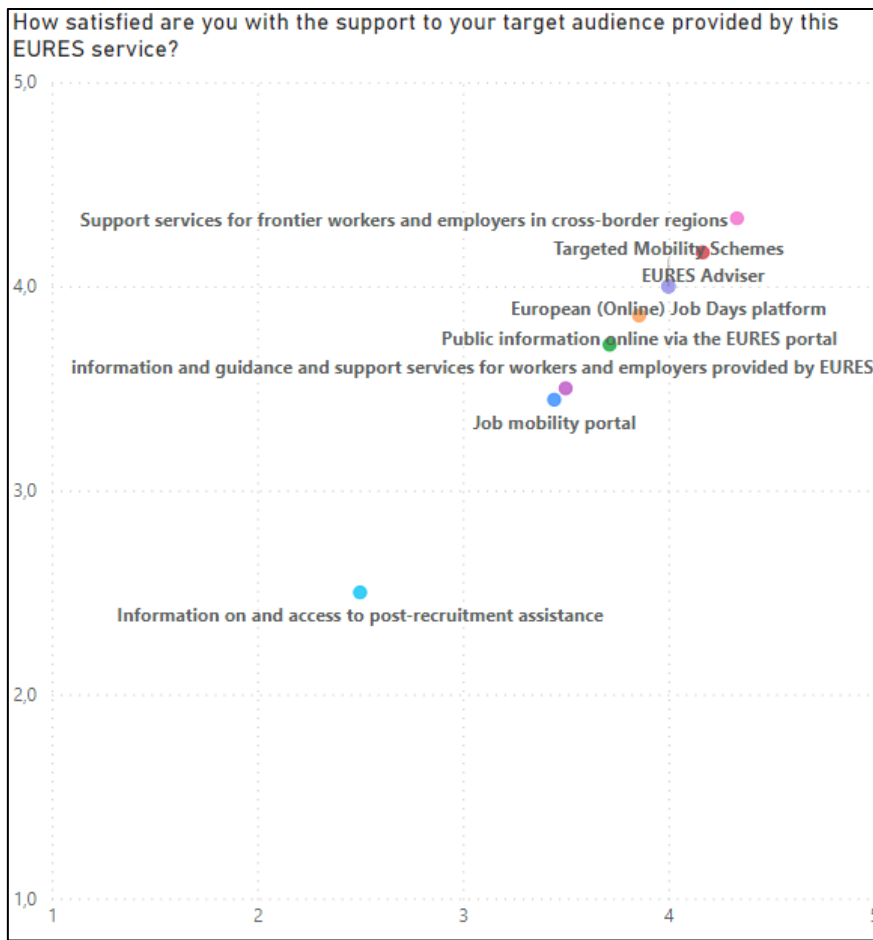 How satisfied are you with the support to your target audience provided by this
EURES service?
5,0
Support services for frontier workers and employers in cross-border regions
Targeted Mobility Schemes
EURES Adviser
4,0
European (Online) Job Days platform
Public information online via the EURES portal
information and guidance and support services for workers and employers provided by EURES
Job mobility portal
3,0
Information on and access to post-recruitment assistance
2,0
1,0
1 2 3 4 5